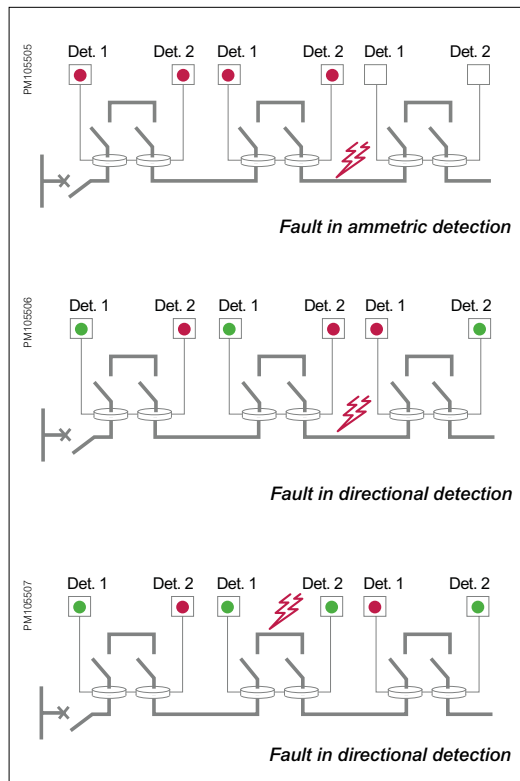 PM105505
Det. 1 Det. 2 Det. 1 Det. 2 Det. 1 Det. 2
Fault in ammetric detection
PM105506
Det. 1 Det. 2 Det. 1 Det. 2 Det. 1 Det. 2
Fault in directional detection
PM105507
Det. 1 Det. 2 Det. 1 Det. 2 Det. 1 Det. 2
Fault in directional detection